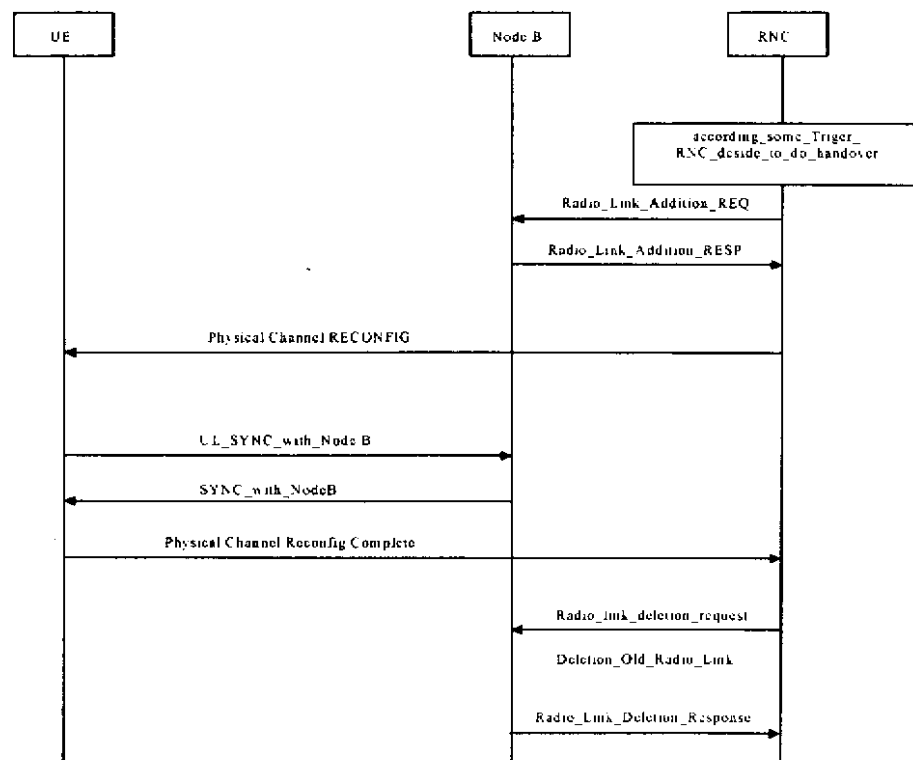 UE
Node B
RNC
according_some_Triger_
RNC_deside_to_do_handover
Radio_Link_Addition_REQ
Radio_Link_Addition_RESP
Physical Channel RECONFIG
UL_SYNC_with_Node B
SYNC_with_NodeB
Physical Channel Reconfig Complete
Radio_link_deletion_request
Deletion_Old_Radio_Link
Radio_Link_Deletion_Response